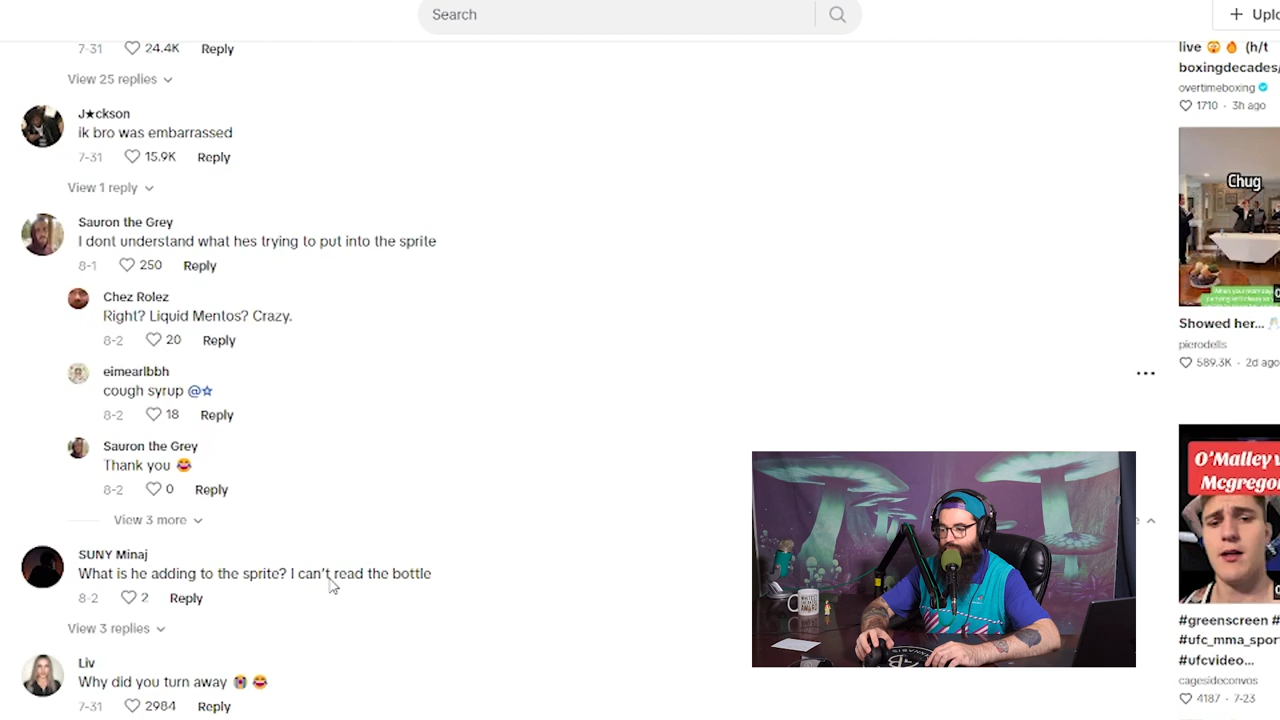 Search
+ Uplo
7-31 24.4K Reply
View 25 replies
J★ckson
ik bro was embarrassed
7-31 15.9K Reply
View 1 reply
Sauron the Grey
I dont understand what hes trying to put into the sprite
8-1 250 Reply
Chez Rolez
Right? Liquid Mentos? Crazy.
8-2 20 Reply
eimearlbbh
cough syrup @☆
8-2 18 Reply
Sauron the Grey
Thank you 😂
8-2 0 Reply
View 3 more
SUNY Minaj
What is he adding to the sprite? I can't read the bottle
8-2 2 Reply
View 3 replies
Liv
Why did you turn away 😭 😂
7-31 2984 Reply
live 🤯 🔥 (h/t
boxingdecades/
overtimeboxing
1710 · 3h ago
Chug
Showed her... 🥂
pierodells
589.3K · 2d ago
O'Malley v
Mcgrego
#greenscreen #
#ufc_mma_spor
#ufcvideo...
cagesideconvos
4187 · 7-23